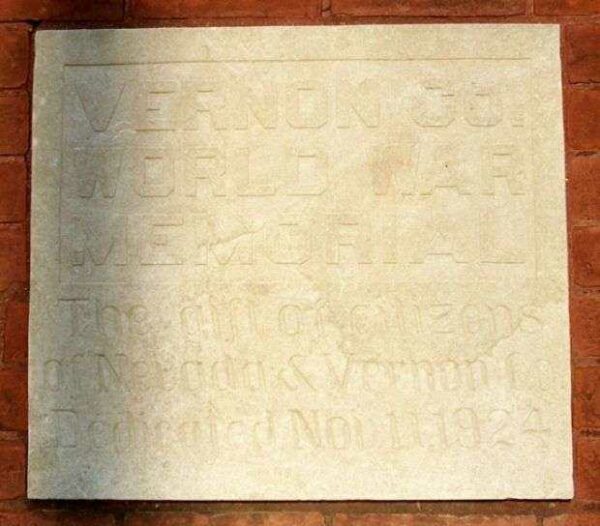 VERNON CO.
WORLD WAR
MEMORIAL
The gift of citizens
of Nevada & Vernon Co.
Dedicated Nov. 11, 1924